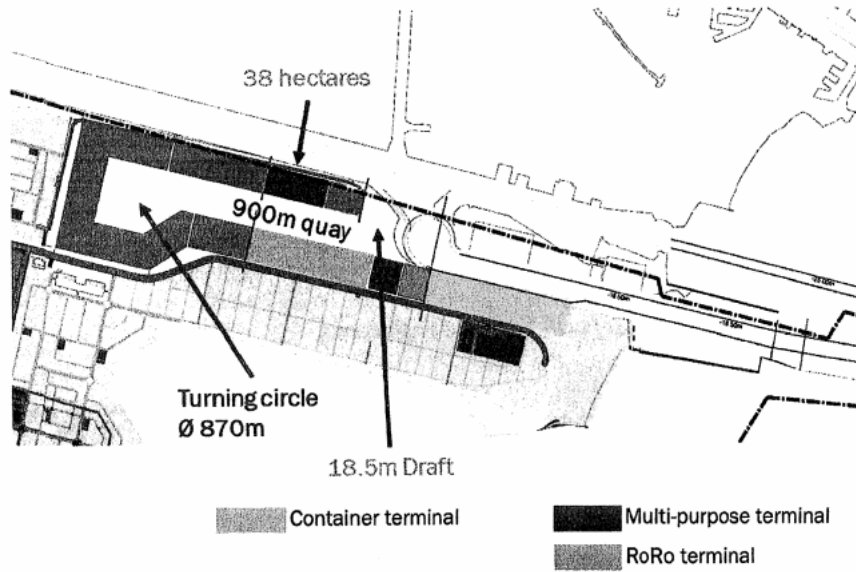 38 hectares
900m quay
Turning circle
Ø 870m
18.5m Draft
Container terminal
Multi-purpose terminal
RoRo terminal